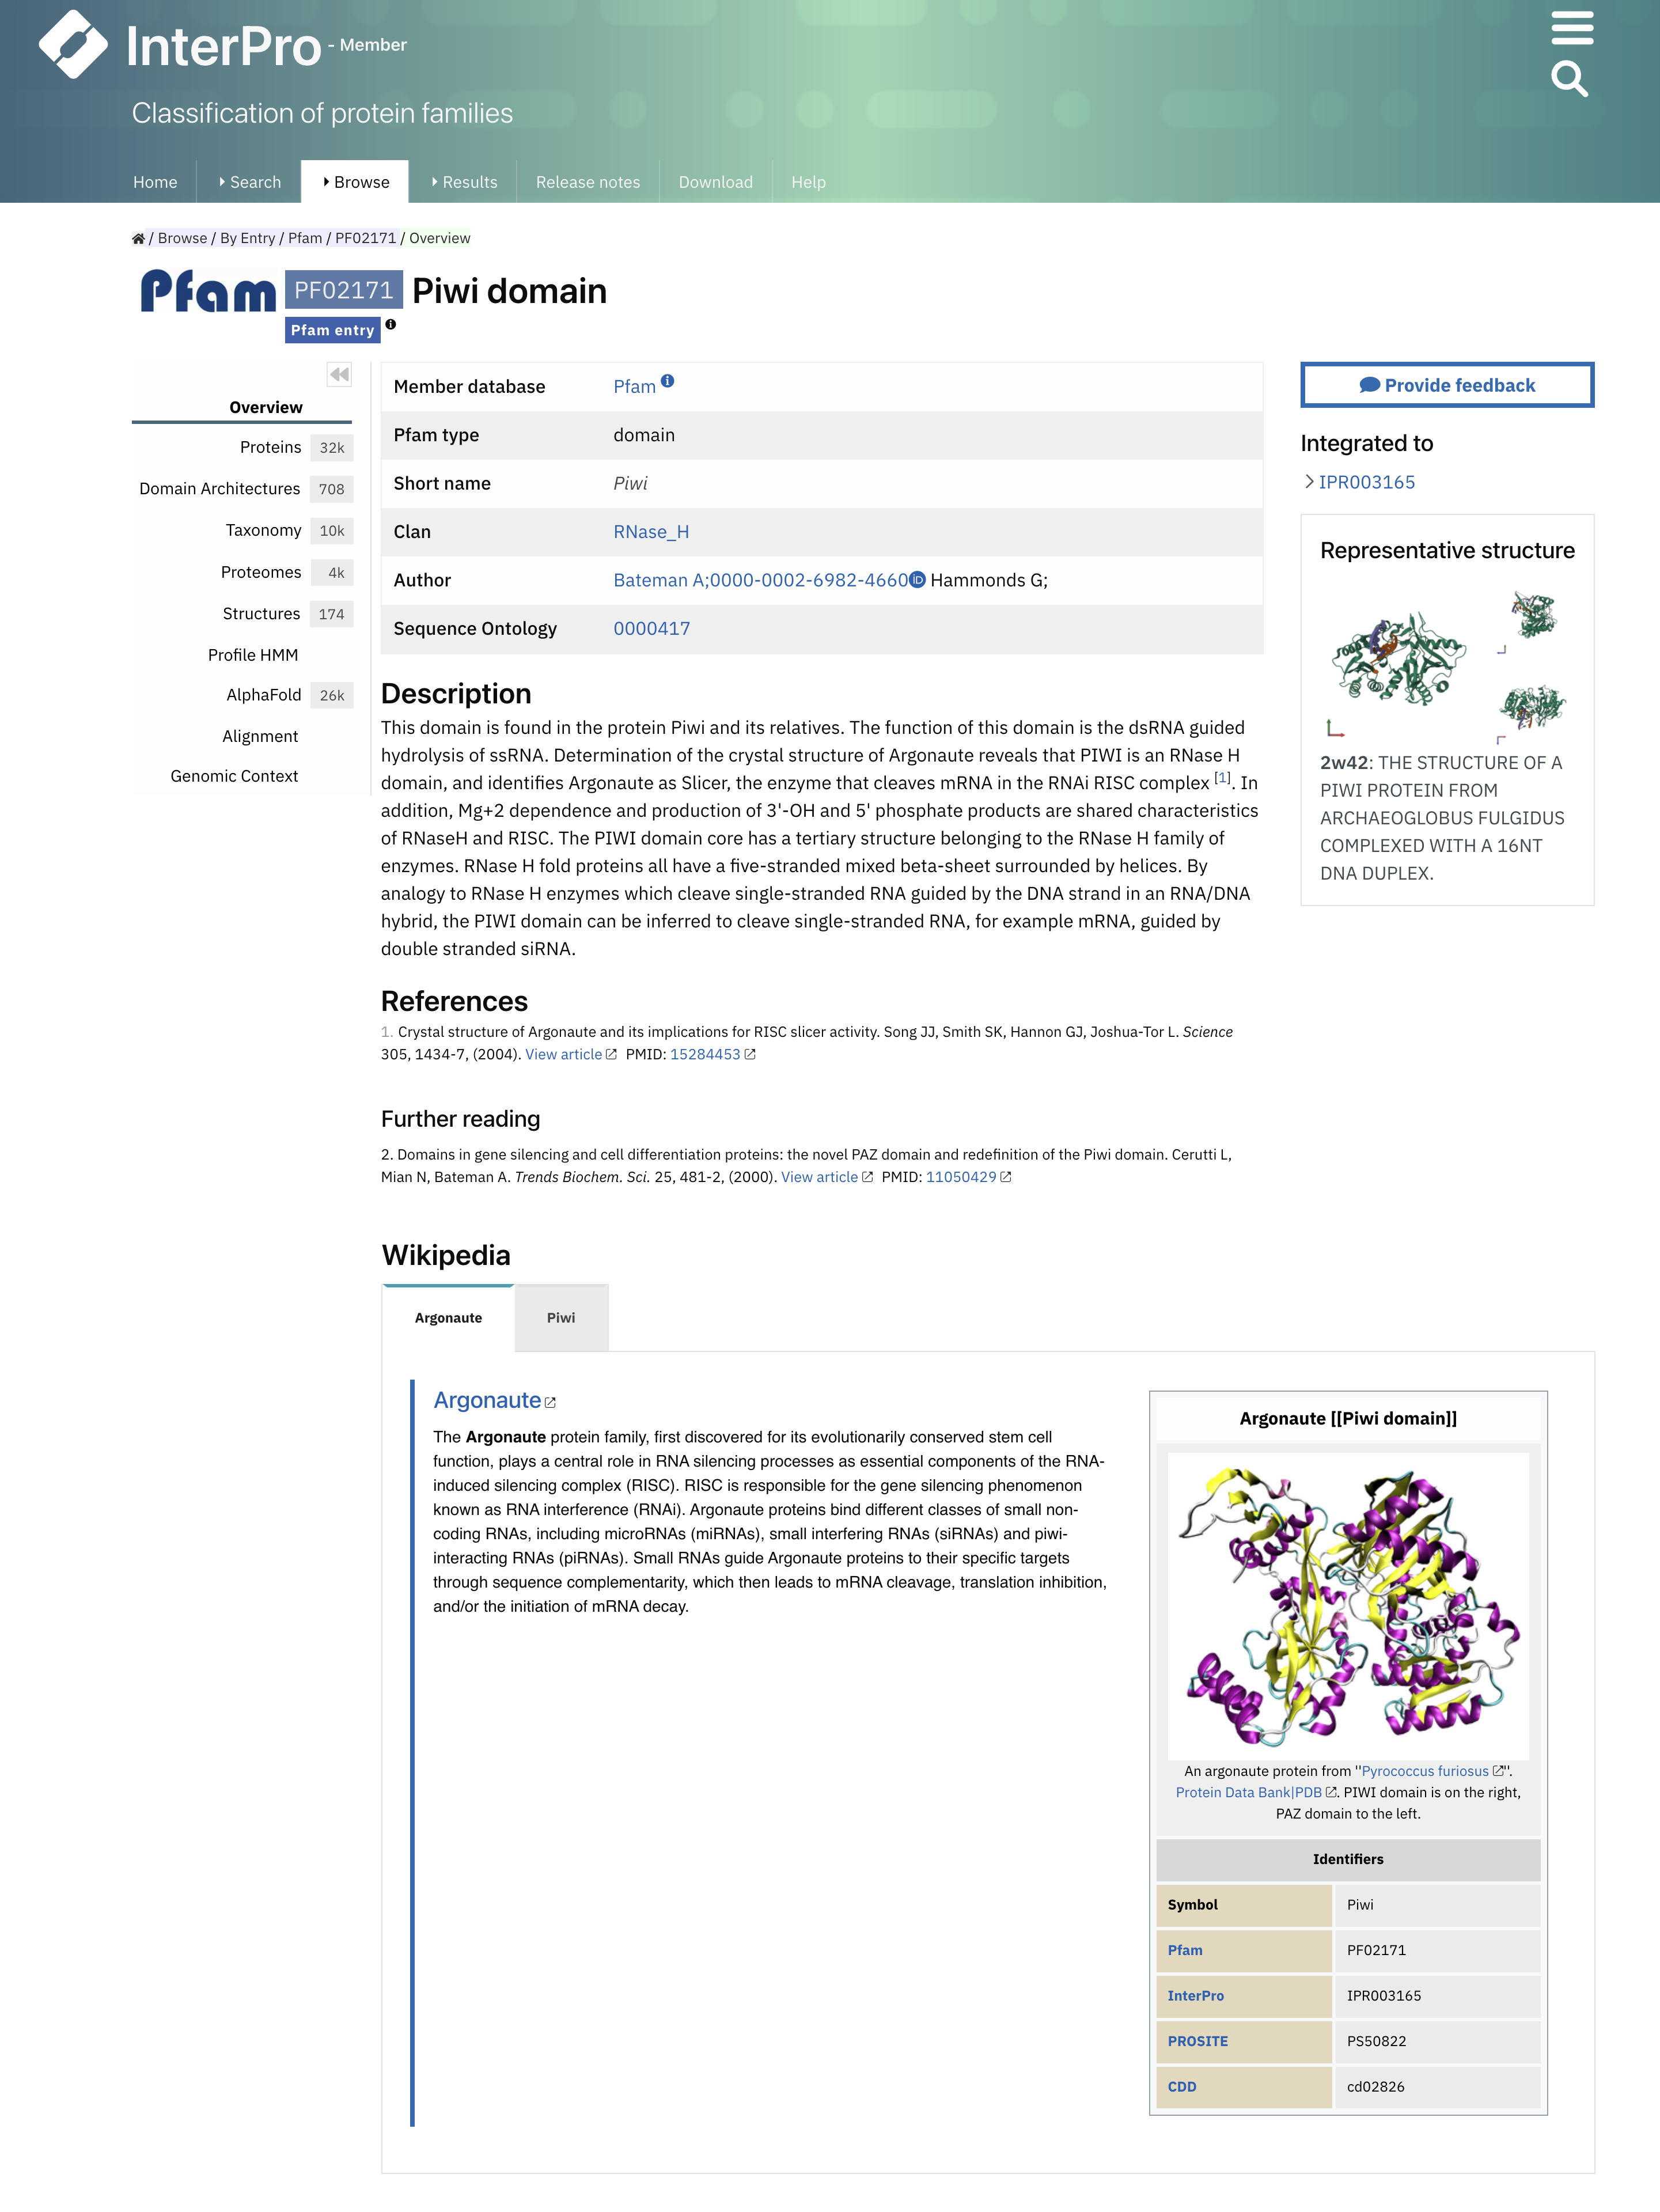 InterPro - Member
Classification of protein families
Home Search Browse Results Release notes Download Help
/ Browse / By Entry / Pfam / PF02171 / Overview
Pfam PF02171 Piwi domain
Pfam entry
Overview
Proteins 32k
Domain Architectures 708
Taxonomy 10k
Proteomes 4k
Structures 174
Profile HMM
AlphaFold 26k
Alignment
Genomic Context
Member database Pfam
Pfam type domain
Short name Piwi
Clan RNase_H
Author Bateman A;0000-0002-6982-4660 iD Hammonds G;
Sequence Ontology 0000417
Description
This domain is found in the protein Piwi and its relatives. The function of this domain is the dsRNA guided
hydrolysis of ssRNA. Determination of the crystal structure of Argonaute reveals that PIWI is an RNase H
domain, and identifies Argonaute as Slicer, the enzyme that cleaves mRNA in the RNAi RISC complex [1]. In
addition, Mg+2 dependence and production of 3'-OH and 5' phosphate products are shared characteristics
of RNaseH and RISC. The PIWI domain core has a tertiary structure belonging to the RNase H family of
enzymes. RNase H fold proteins all have a five-stranded mixed beta-sheet surrounded by helices. By
analogy to RNase H enzymes which cleave single-stranded RNA guided by the DNA strand in an RNA/DNA
hybrid, the PIWI domain can be inferred to cleave single-stranded RNA, for example mRNA, guided by
double stranded siRNA.
References
1. Crystal structure of Argonaute and its implications for RISC slicer activity. Song JJ, Smith SK, Hannon GJ, Joshua-Tor L. Science
305, 1434-7, (2004). View article PMID: 15284453
Further reading
2. Domains in gene silencing and cell differentiation proteins: the novel PAZ domain and redefinition of the Piwi domain. Cerutti L,
Mian N, Bateman A. Trends Biochem. Sci. 25, 481-2, (2000). View article PMID: 11050429
Provide feedback
Integrated to
IPR003165
Representative structure
2w42: THE STRUCTURE OF A
PIWI PROTEIN FROM
ARCHAEOGLOBUS FULGIDUS
COMPLEXED WITH A 16NT
DNA DUPLEX.
Wikipedia
Argonaute Piwi
Argonaute
The Argonaute protein family, first discovered for its evolutionarily conserved stem cell
function, plays a central role in RNA silencing processes as essential components of the RNA-
induced silencing complex (RISC). RISC is responsible for the gene silencing phenomenon
known as RNA interference (RNAi). Argonaute proteins bind different classes of small non-
coding RNAs, including microRNAs (miRNAs), small interfering RNAs (siRNAs) and piwi-
interacting RNAs (piRNAs). Small RNAs guide Argonaute proteins to their specific targets
through sequence complementarity, which then leads to mRNA cleavage, translation inhibition,
and/or the initiation of mRNA decay.
Argonaute [[Piwi domain]]
An argonaute protein from ''Pyrococcus furiosus''.
Protein Data Bank|PDB. PIWI domain is on the right,
PAZ domain to the left.
Identifiers
Symbol Piwi
Pfam PF02171
InterPro IPR003165
PROSITE PS50822
CDD cd02826